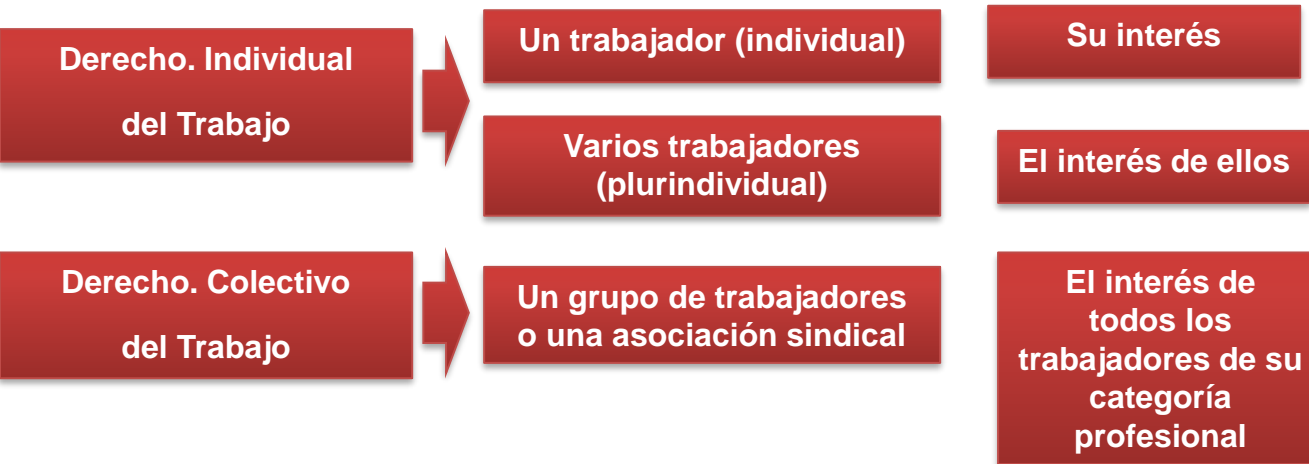 Derecho. Individual
del Trabajo
Un trabajador (individual)
Su interés
Varios trabajadores
(plurindividual)
El interés de ellos
Derecho. Colectivo
del Trabajo
Un grupo de trabajadores
o una asociación sindical
El interés de
todos los
trabajadores de su
categoría
profesional